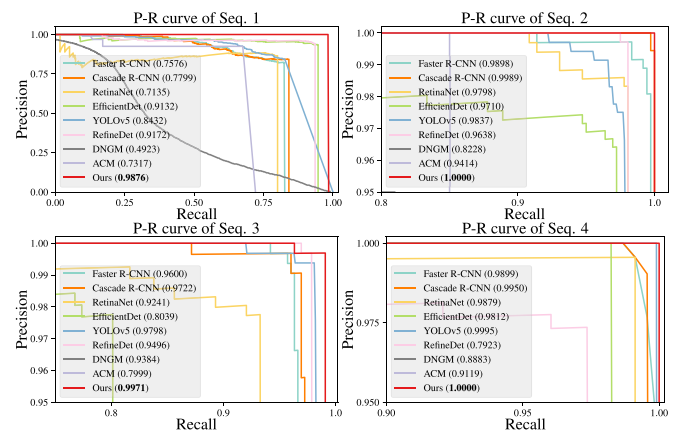 P-R curve of Seq. 1
Precision
1.00
0.75
0.50
0.25
0.00
Faster R-CNN (0.7576)
Cascade R-CNN (0.7799)
RetinaNet (0.7135)
EfficientDet (0.9132)
YOLOv5 (0.8432)
RefineDet (0.9172)
DNGM (0.4923)
ACM (0.7317)
Ours (0.9876)
0.00 0.25 0.50 0.75 1.00
Recall
P-R curve of Seq. 2
Precision
1.00
0.99
0.98
0.97
0.96
0.95
Faster R-CNN (0.9898)
Cascade R-CNN (0.9989)
RetinaNet (0.9798)
EfficientDet (0.9710)
YOLOv5 (0.9837)
RefineDet (0.9638)
DNGM (0.8228)
ACM (0.9414)
Ours (1.0000)
0.8 0.9 1.0
Recall
P-R curve of Seq. 3
Precision
1.00
0.99
0.98
0.97
0.96
0.95
Faster R-CNN (0.9600)
Cascade R-CNN (0.9722)
RetinaNet (0.9241)
EfficientDet (0.8039)
YOLOv5 (0.9798)
RefineDet (0.9496)
DNGM (0.9384)
ACM (0.7999)
Ours (0.9971)
0.8 0.9 1.0
Recall
P-R curve of Seq. 4
Precision
1.000
0.975
0.950
Faster R-CNN (0.9899)
Cascade R-CNN (0.9950)
RetinaNet (0.9879)
EfficientDet (0.9812)
YOLOv5 (0.9995)
RefineDet (0.7923)
DNGM (0.8883)
ACM (0.9119)
Ours (1.0000)
0.90 0.95 1.00
Recall